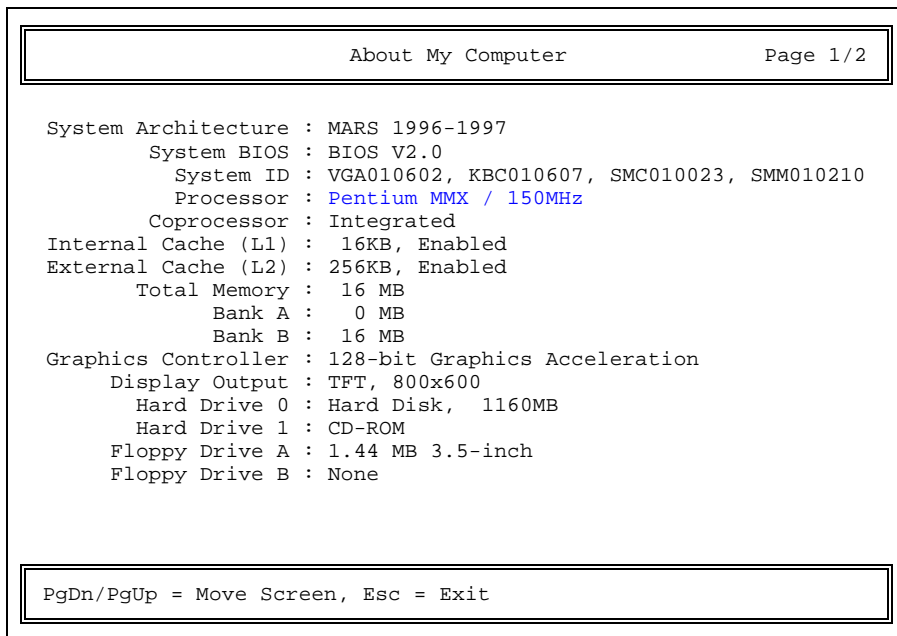 About My Computer Page 1/2
System Architecture : MARS 1996-1997
System BIOS : BIOS V2.0
System ID : VGA010602, KBC010607, SMC010023, SMM010210
Processor : Pentium MMX / 150MHz
Coprocessor : Integrated
Internal Cache (L1) : 16KB, Enabled
External Cache (L2) : 256KB, Enabled
Total Memory : 16 MB
Bank A : 0 MB
Bank B : 16 MB
Graphics Controller : 128-bit Graphics Acceleration
Display Output : TFT, 800x600
Hard Drive 0 : Hard Disk, 1160MB
Hard Drive 1 : CD-ROM
Floppy Drive A : 1.44 MB 3.5-inch
Floppy Drive B : None
PgDn/PgUp = Move Screen, Esc = Exit